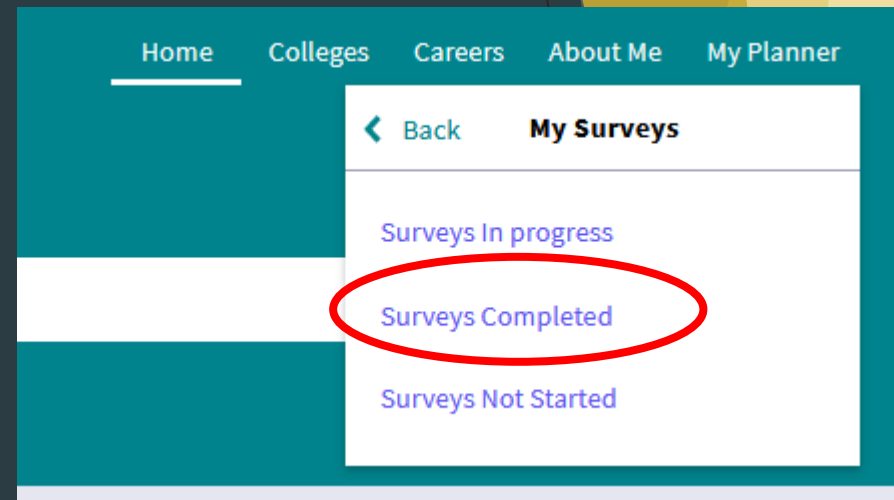 Home Colleges Careers About Me My Planner
Back My Surveys
Surveys In progress
Surveys Completed
Surveys Not Started